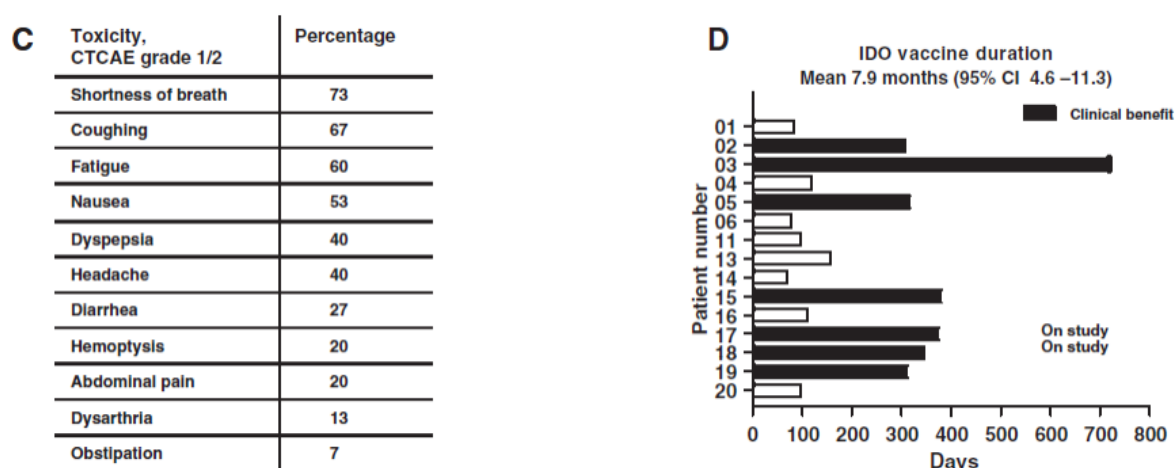 C
Toxicity, Percentage
CTCAE grade 1/2
Shortness of breath 73
Coughing 67
Fatigue 60
Nausea 53
Dyspepsia 40
Headache 40
Diarrhea 27
Hemoptysis 20
Abdominal pain 20
Dysarthria 13
Obstipation 7
D
IDO vaccine duration
Mean 7.9 months (95% CI 4.6 –11.3)
Clinical benefit
Patient number
01
02
03
04
05
06
11
13
14
15
16
17 On study
18 On study
19
20
0 100 200 300 400 500 600 700 800
Days